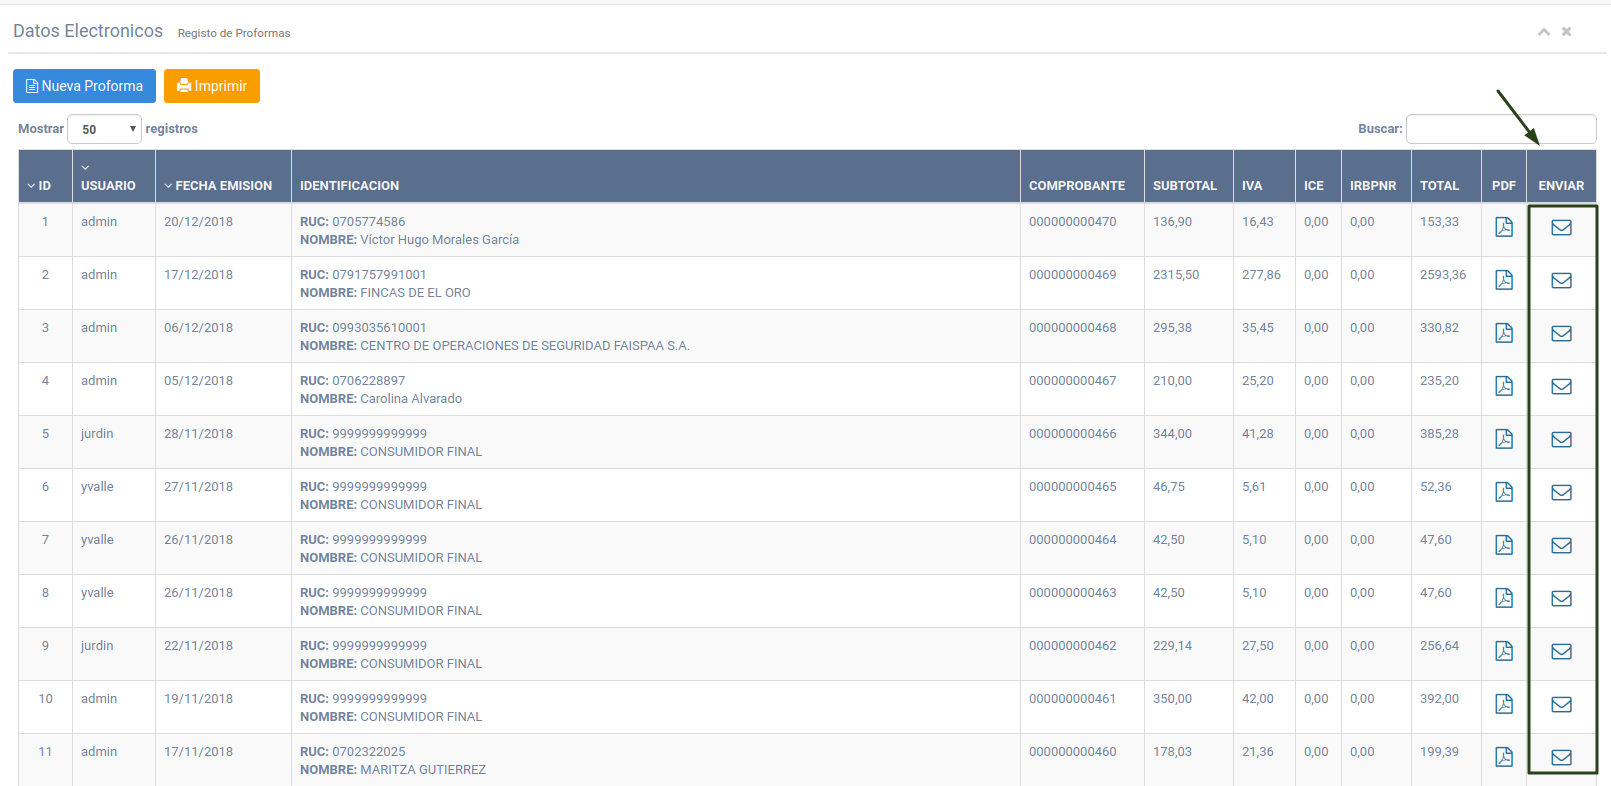 Datos Electronicos Registo de Proformas
Nueva Proforma Imprimir
Mostrar 50 registros Buscar:
ID USUARIO FECHA EMISION IDENTIFICACION COMPROBANTE SUBTOTAL IVA ICE IRBPNR TOTAL PDF ENVIAR
1 admin 20/12/2018 RUC: 0705774586 000000000470 136,90 16,43 0,00 0,00 153,33
NOMBRE: Víctor Hugo Morales García
2 admin 17/12/2018 RUC: 0791757991001 000000000469 2315,50 277,86 0,00 0,00 2593,36
NOMBRE: FINCAS DE EL ORO
3 admin 06/12/2018 RUC: 0993035610001 000000000468 295,38 35,45 0,00 0,00 330,82
NOMBRE: CENTRO DE OPERACIONES DE SEGURIDAD FAISPAA S.A.
4 admin 05/12/2018 RUC: 0706228897 000000000467 210,00 25,20 0,00 0,00 235,20
NOMBRE: Carolina Alvarado
5 jurdin 28/11/2018 RUC: 9999999999999 000000000466 344,00 41,28 0,00 0,00 385,28
NOMBRE: CONSUMIDOR FINAL
6 yvalle 27/11/2018 RUC: 9999999999999 000000000465 46,75 5,61 0,00 0,00 52,36
NOMBRE: CONSUMIDOR FINAL
7 yvalle 26/11/2018 RUC: 9999999999999 000000000464 42,50 5,10 0,00 0,00 47,60
NOMBRE: CONSUMIDOR FINAL
8 yvalle 26/11/2018 RUC: 9999999999999 000000000463 42,50 5,10 0,00 0,00 47,60
NOMBRE: CONSUMIDOR FINAL
9 jurdin 22/11/2018 RUC: 9999999999999 000000000462 229,14 27,50 0,00 0,00 256,64
NOMBRE: CONSUMIDOR FINAL
10 admin 19/11/2018 RUC: 9999999999999 000000000461 350,00 42,00 0,00 0,00 392,00
NOMBRE: CONSUMIDOR FINAL
11 admin 17/11/2018 RUC: 0702322025 000000000460 178,03 21,36 0,00 0,00 199,39
NOMBRE: MARITZA GUTIERREZ